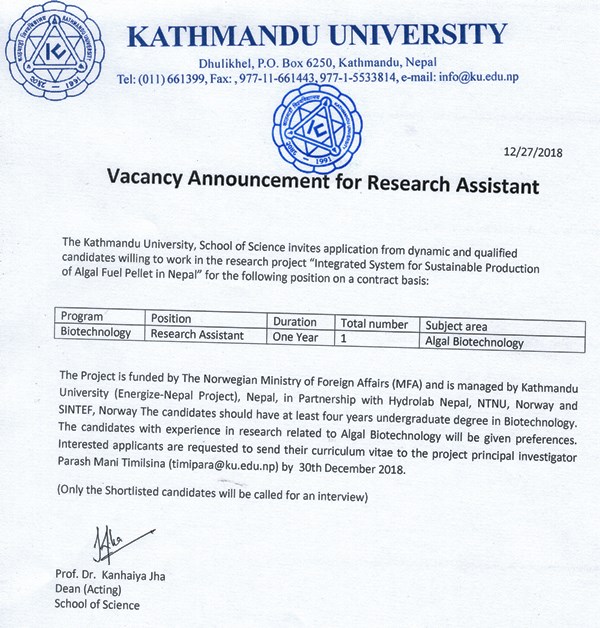 KATHMANDU UNIVERSITY
Dhulikhel, P.O. Box 6250, Kathmandu, Nepal
Tel: (011) 661399, Fax: , 977-11-661443, 977-1-5533814, e-mail: info@ku.edu.np
1991
12/27/2018
Vacancy Announcement for Research Assistant
The Kathmandu University, School of Science invites application from dynamic and qualified
candidates willing to work in the research project “Integrated System for Sustainable Production
of Algal Fuel Pellet in Nepal” for the following position on a contract basis:
Program Position Duration Total number Subject area
Biotechnology Research Assistant One Year 1 Algal Biotechnology
The Project is funded by The Norwegian Ministry of Foreign Affairs (MFA) and is managed by Kathmandu
University (Energize-Nepal Project), Nepal, in Partnership with Hydrolab Nepal, NTNU, Norway and
SINTEF, Norway The candidates should have at least four years undergraduate degree in Biotechnology.
The candidates with experience in research related to Algal Biotechnology will be given preferences.
Interested applicants are requested to send their curriculum vitae to the project principal investigator
Parash Mani Timilsina (timipara@ku.edu.np) by 30th December 2018.
(Only the Shortlisted candidates will be called for an interview)
Prof. Dr. Kanhaiya Jha
Dean (Acting)
School of Science